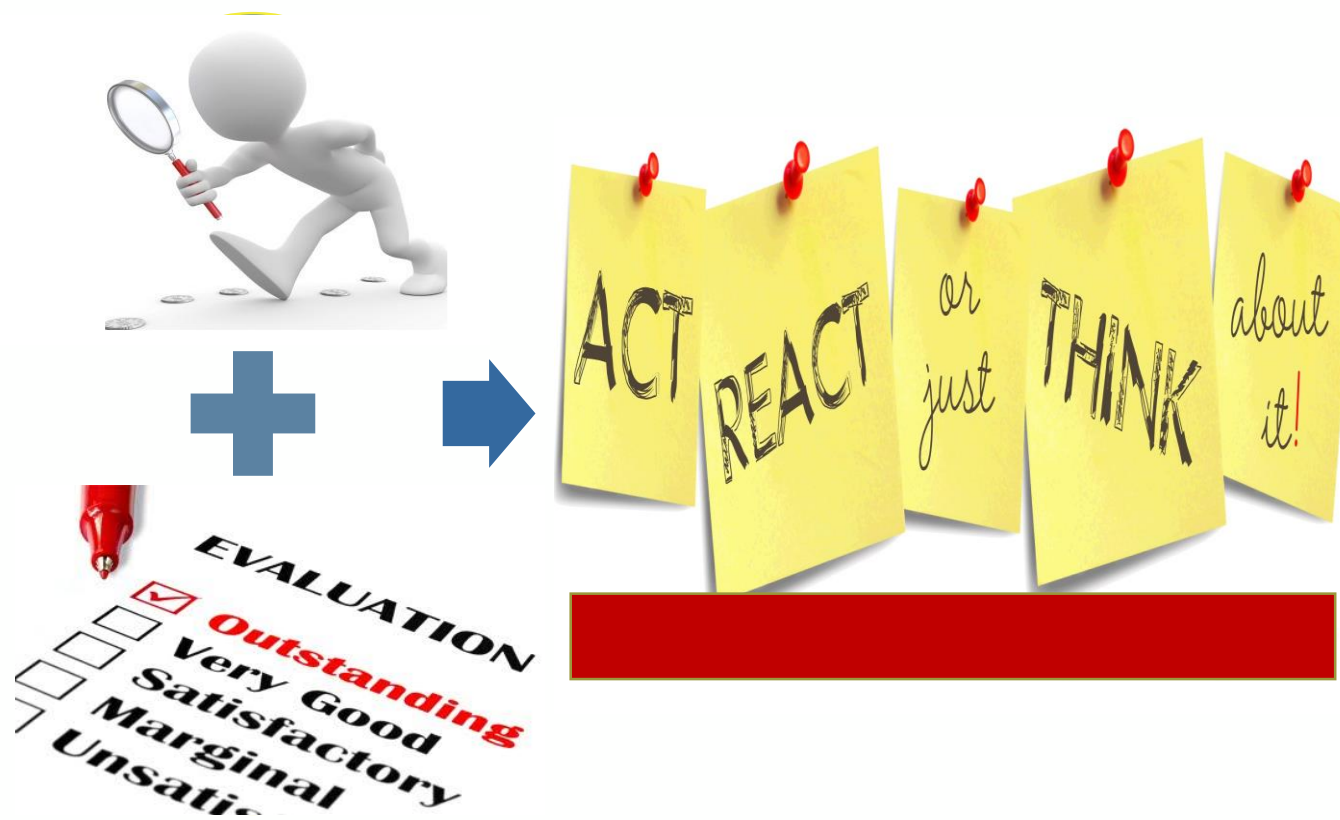 ACT
REACT
or
just
THINK
about
it!
EVALUATION
Outstanding
Very Good
Satisfactory
Marginal